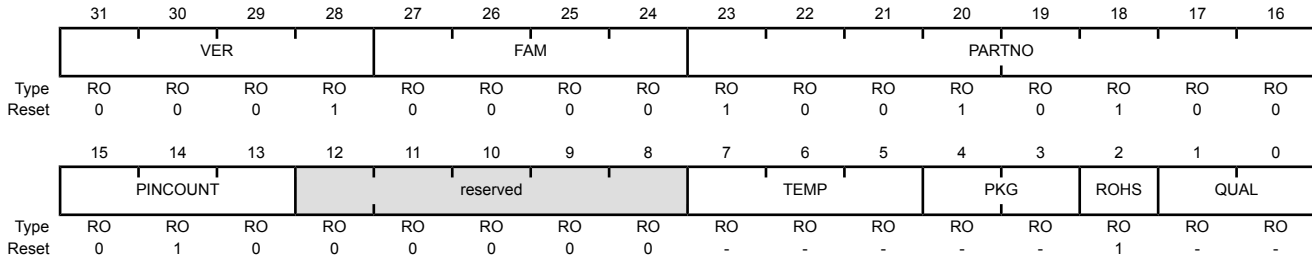 31 30 29 28 27 26 25 24 23 22 21 20 19 18 17 16
VER FAM PARTNO
Type RO RO RO RO RO RO RO RO RO RO RO RO RO RO RO RO
Reset 0 0 0 1 0 0 0 0 1 0 0 1 0 1 0 0
15 14 13 12 11 10 9 8 7 6 5 4 3 2 1 0
PINCOUNT reserved TEMP PKG ROHS QUAL
Type RO RO RO RO RO RO RO RO RO RO RO RO RO RO RO RO
Reset 0 1 0 0 0 0 0 0 - - - - - 1 - -